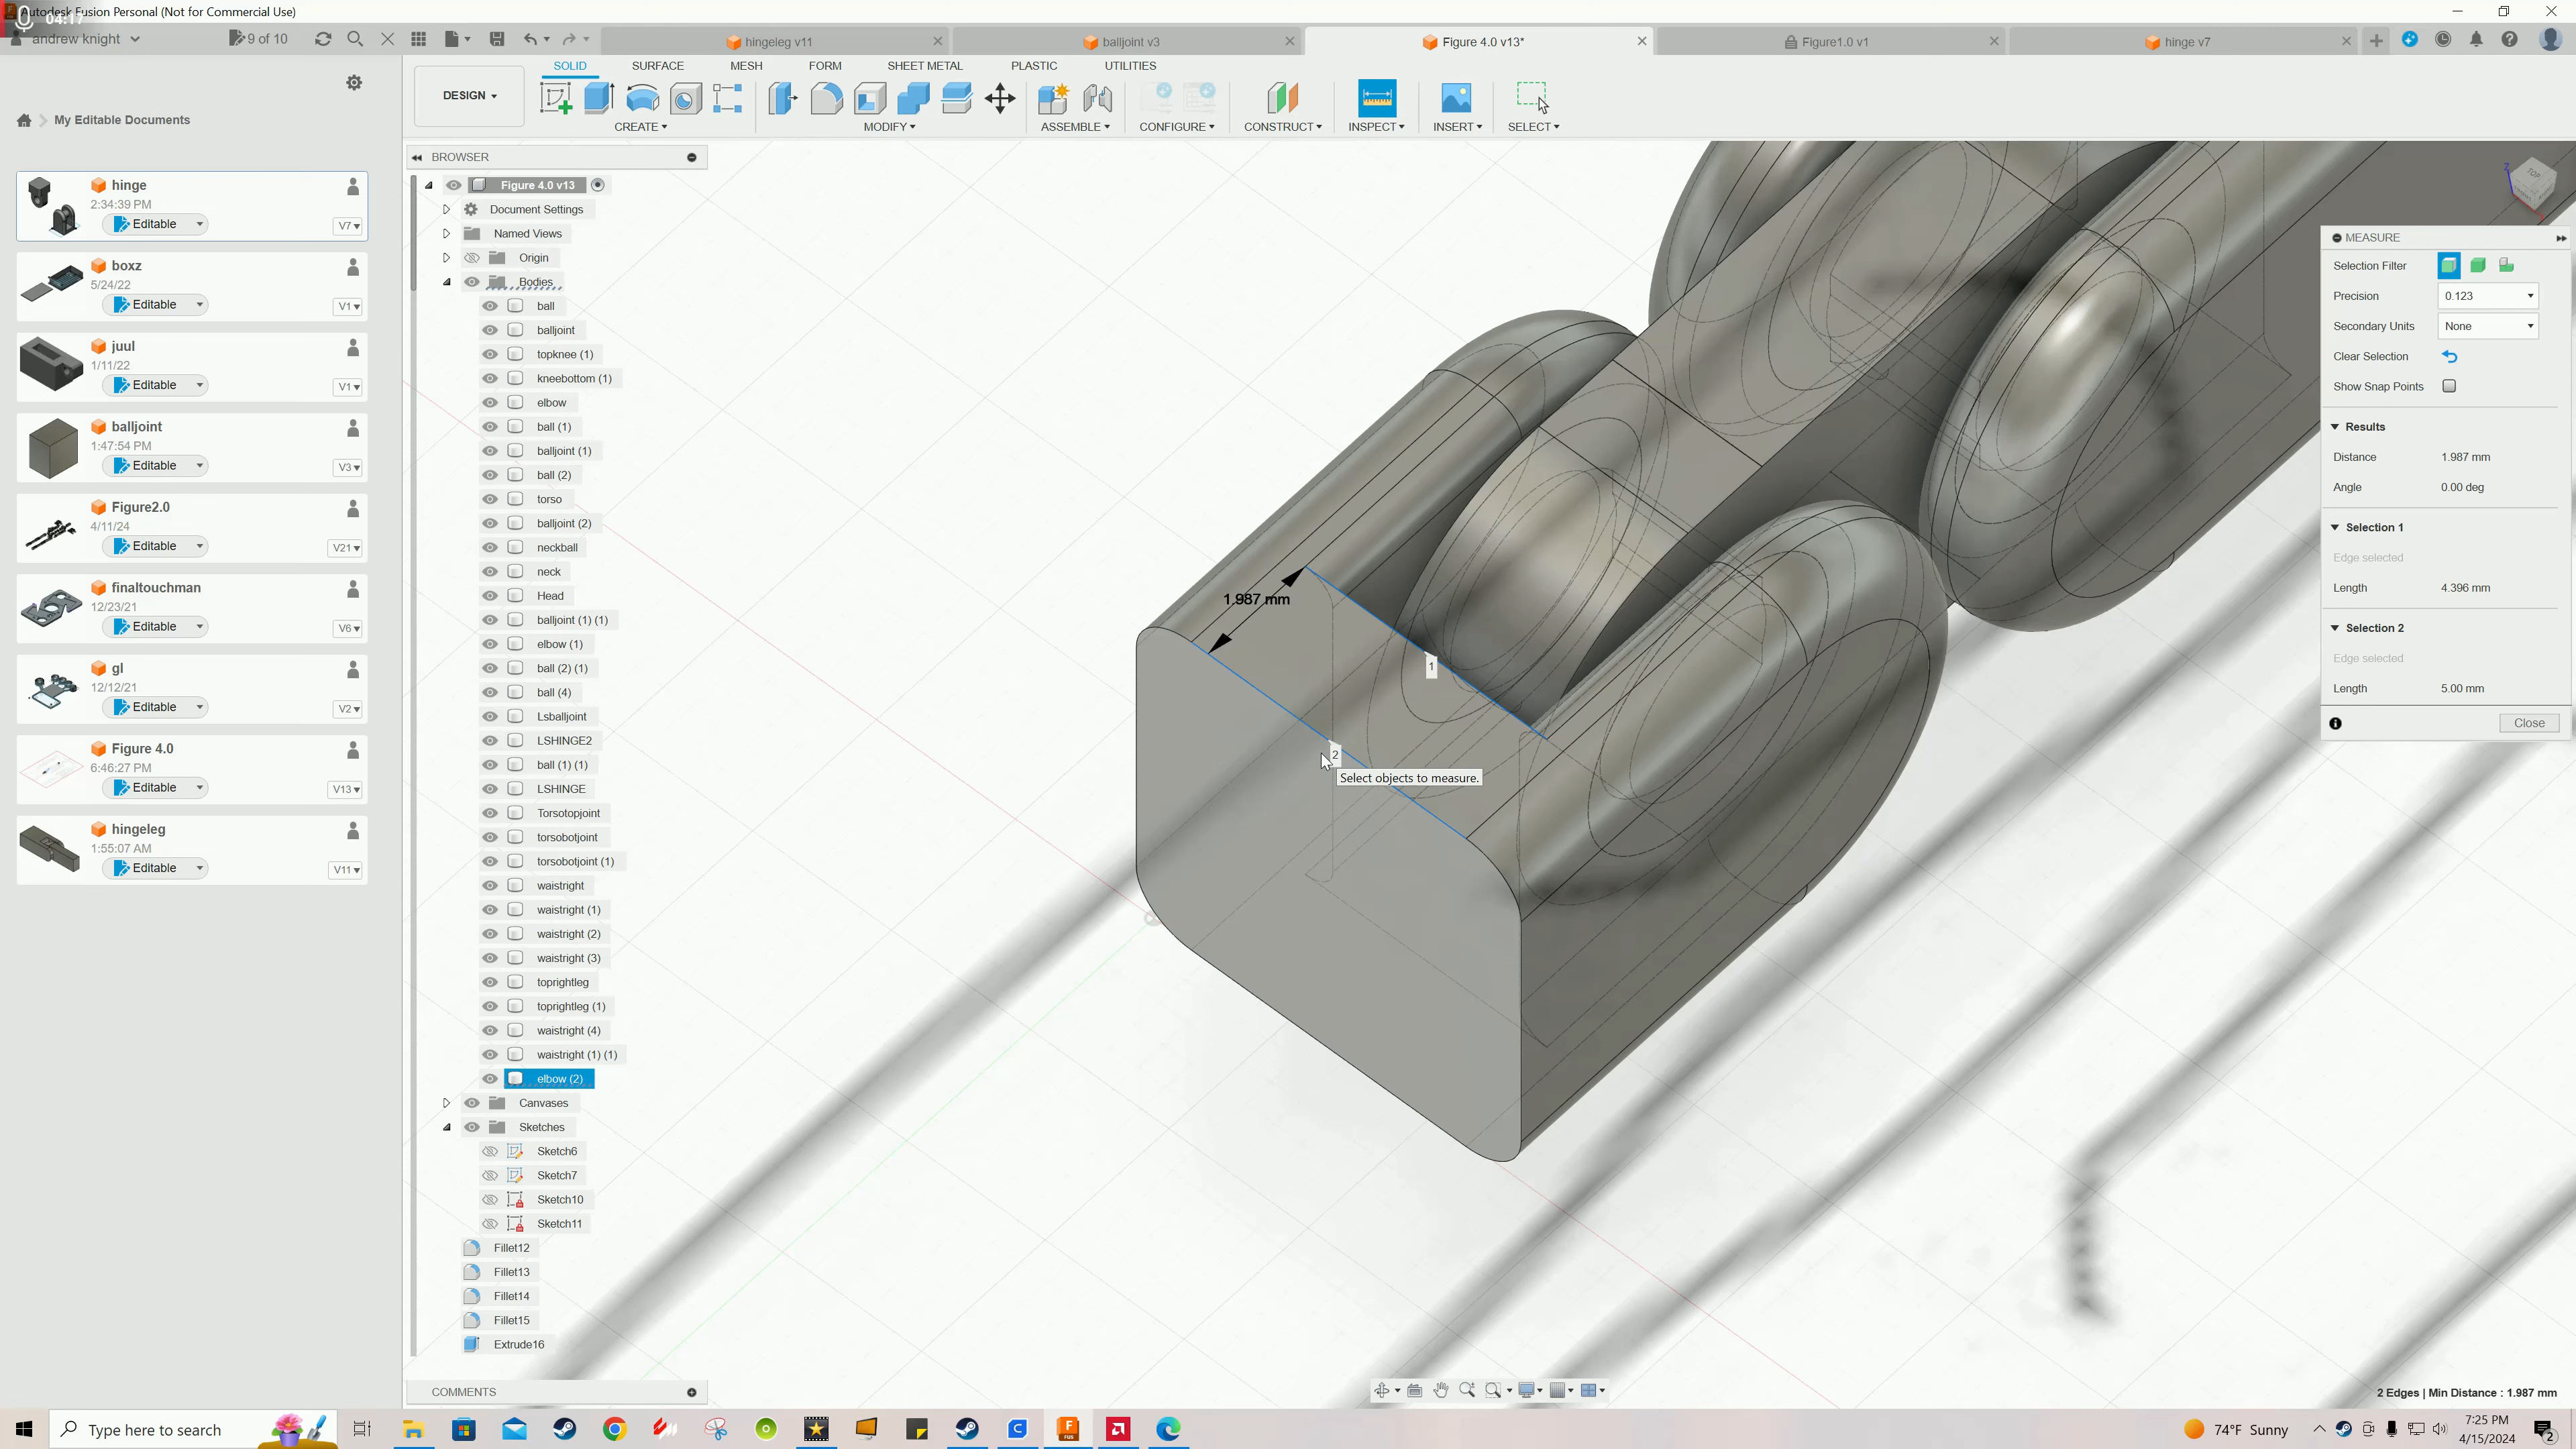 Autodesk Fusion Personal (Not for Commercial Use)
04:17
andrew knight
9 of 10
hingeleg v11
balljoint v3
Figure 4.0 v13*
Figure1.0 v1
hinge v7
SOLID
SURFACE
MESH
FORM
SHEET METAL
PLASTIC
UTILITIES
DESIGN
CREATE
MODIFY
ASSEMBLE
CONFIGURE
CONSTRUCT
INSPECT
INSERT
SELECT
My Editable Documents
hinge
2:34:39 PM
Editable
V7
boxz
5/24/22
Editable
V1
juul
1/11/22
Editable
V1
balljoint
1:47:54 PM
Editable
V3
Figure2.0
4/11/24
Editable
V21
finaltouchman
12/23/21
Editable
V6
gl
12/12/21
Editable
V2
Figure 4.0
6:46:27 PM
Editable
V13
hingeleg
1:55:07 AM
Editable
V11
BROWSER
Figure 4.0 v13
Document Settings
Named Views
Origin
Bodies
ball
balljoint
topknee (1)
kneebottom (1)
elbow
ball (1)
balljoint (1)
ball (2)
torso
balljoint (2)
neckball
neck
Head
balljoint (1) (1)
elbow (1)
ball (2) (1)
ball (4)
Lsballjoint
LSHINGE2
ball (1) (1)
LSHINGE
Torsotopjoint
torsobotjoint
torsobotjoint (1)
waistright
waistright (1)
waistright (2)
waistright (3)
toprightleg
toprightleg (1)
waistright (4)
waistright (1) (1)
elbow (2)
Canvases
Sketches
Sketch6
Sketch7
Sketch10
Sketch11
Fillet12
Fillet13
Fillet14
Fillet15
Extrude16
COMMENTS
1.987 mm
1
2
Select objects to measure.
TOP
Z
MEASURE
Selection Filter
Precision
0.123
Secondary Units
None
Clear Selection
Show Snap Points
Results
Distance
1.987 mm
Angle
0.00 deg
Selection 1
Edge selected
Length
4.396 mm
Selection 2
Edge selected
Length
5.00 mm
Close
2 Edges | Min Distance : 1.987 mm
Type here to search
74°F Sunny
7:25 PM
4/15/2024
2